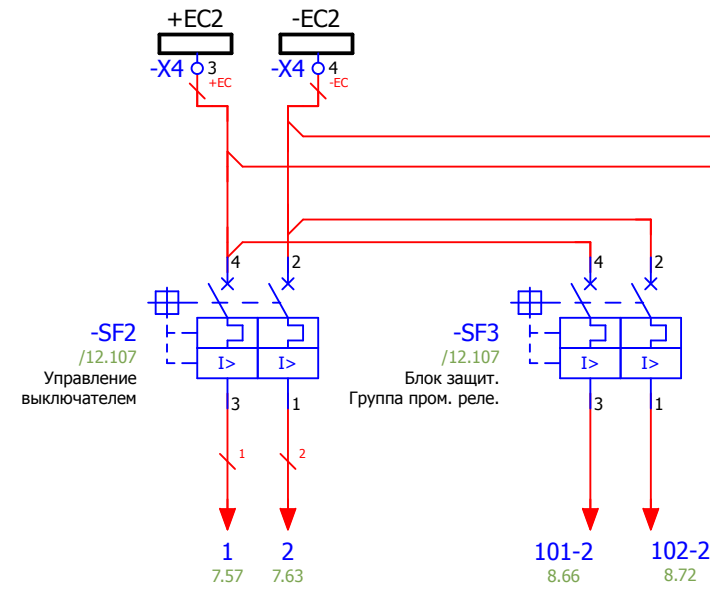 +EC2
-EC2
-X4 3
-X4 4
+EC
-EC
4 2
4 2
-SF2
/12.107
Управление
выключателем
I> I>
-SF3
/12.107
Блок защит.
Группа пром. реле.
I> I>
3 1
3 1
1 2
1 2
7.57 7.63
101-2 102-2
8.66 8.72